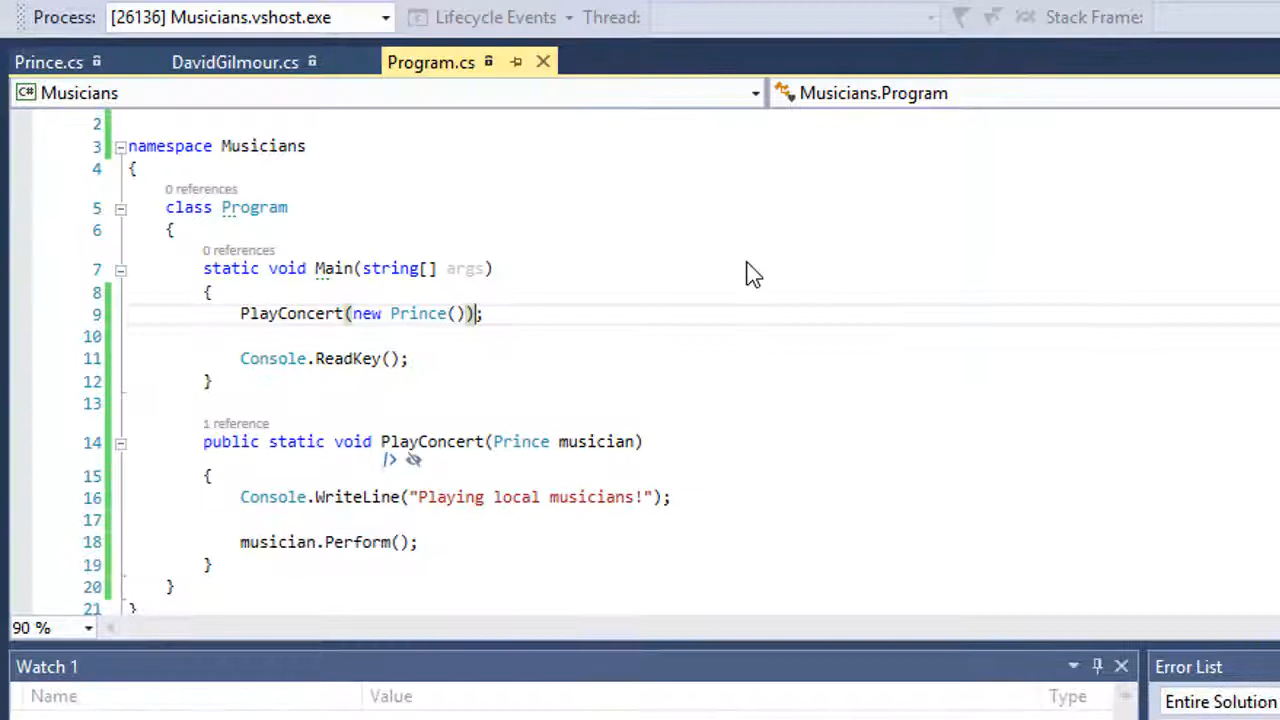 Process: [26136] Musicians.vshost.exe Lifecycle Events Thread: Stack Frame:
Prince.cs DavidGilmour.cs Program.cs
C# Musicians Musicians.Program
2
3 namespace Musicians
4 {
0 references
5 class Program
6 {
0 references
7 static void Main(string[] args)
8 {
9 PlayConcert(new Prince());
10
11 Console.ReadKey();
12 }
13
1 reference
14 public static void PlayConcert(Prince musician)
15 {
16 Console.WriteLine("Playing local musicians!");
17
18 musician.Perform();
19 }
20 }
21 }
90 %
Watch 1 Error List
Name Value Type Entire Solution